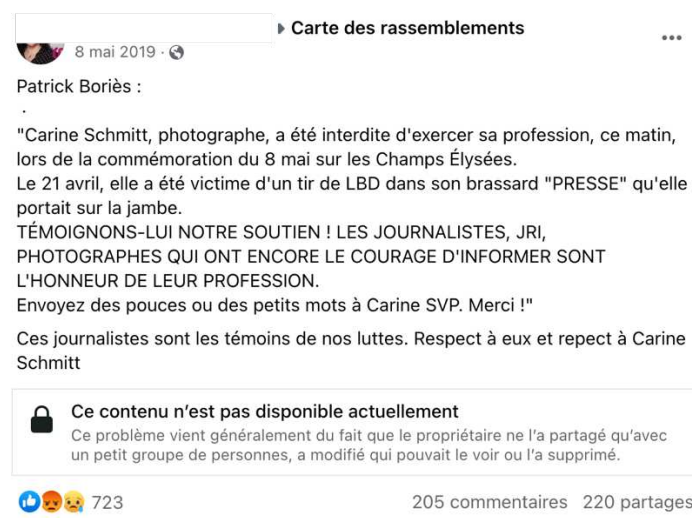 Carte des rassemblements
8 mai 2019 ·
Patrick Boriès :
.
"Carine Schmitt, photographe, a été interdite d'exercer sa profession, ce matin,
lors de la commémoration du 8 mai sur les Champs Élysées.
Le 21 avril, elle a été victime d'un tir de LBD dans son brassard "PRESSE" qu'elle
portait sur la jambe.
TÉMOIGNONS-LUI NOTRE SOUTIEN ! LES JOURNALISTES, JRI,
PHOTOGRAPHES QUI ONT ENCORE LE COURAGE D'INFORMER SONT
L'HONNEUR DE LEUR PROFESSION.
Envoyez des pouces ou des petits mots à Carine SVP. Merci !"
Ces journalistes sont les témoins de nos luttes. Respect à eux et repect à Carine
Schmitt
Ce contenu n'est pas disponible actuellement
Ce problème vient généralement du fait que le propriétaire ne l'a partagé qu'avec
un petit groupe de personnes, a modifié qui pouvait le voir ou l'a supprimé.
723 205 commentaires 220 partages